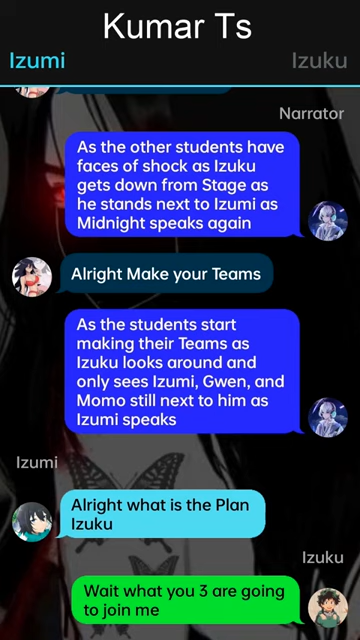 Kumar Ts
Izumi
Izuku
Narrator
As the other students have
faces of shock as Izuku
gets down from Stage as
he stands next to Izumi as
Midnight speaks again
Alright Make your Teams
As the students start
making their Teams as
Izuku looks around and
only sees Izumi, Gwen, and
Momo still next to him as
Izumi speaks
Izumi
Alright what is the Plan
Izuku
Izuku
Wait what you 3 are going
to join me